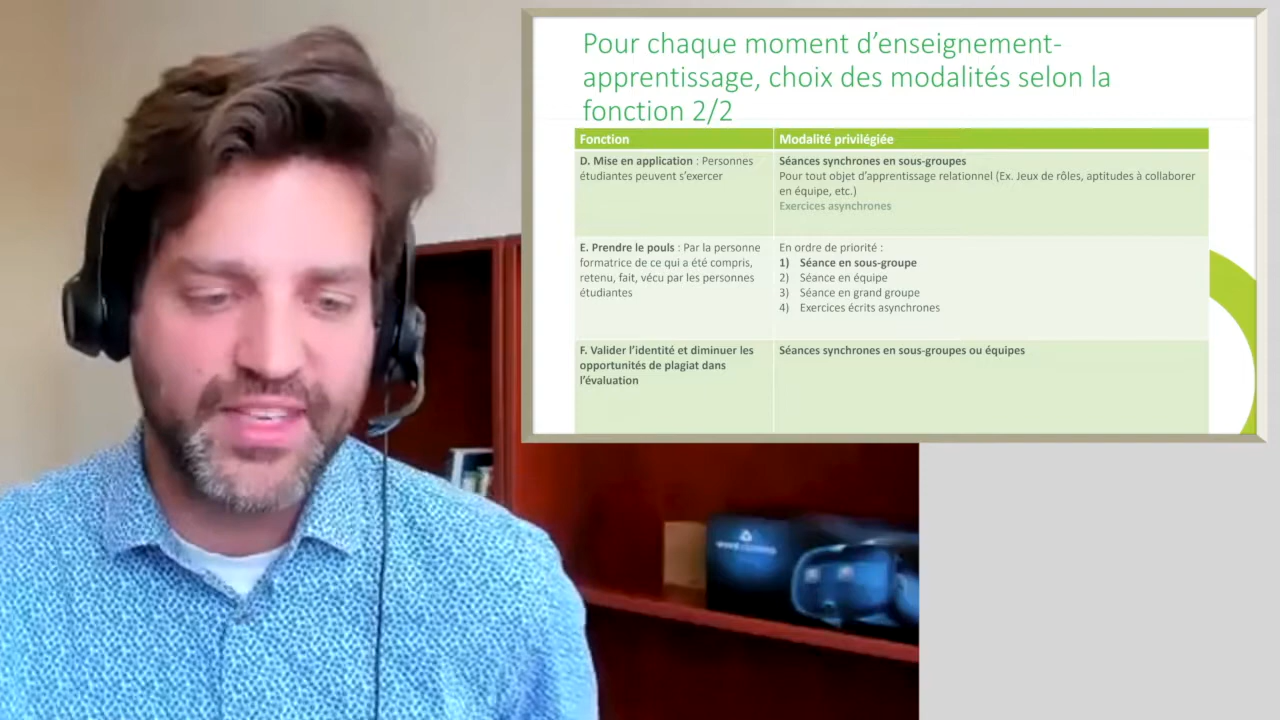 Pour chaque moment d’enseignement-
apprentissage, choix des modalités selon la
fonction 2/2
Fonction
Modalité privilégiée
D. Mise en application : Personnes
étudiantes peuvent s’exercer
Séances synchrones en sous-groupes
Pour tout objet d’apprentissage relationnel (Ex. Jeux de rôles, aptitudes à collaborer
en équipe, etc.)
Exercices asynchrones
E. Prendre le pouls : Par la personne
formatrice de ce qui a été compris,
retenu, fait, vécu par les personnes
étudiantes
En ordre de priorité :
1) Séance en sous-groupe
2) Séance en équipe
3) Séance en grand groupe
4) Exercices écrits asynchrones
F. Valider l’identité et diminuer les
opportunités de plagiat dans
l’évaluation
Séances synchrones en sous-groupes ou équipes